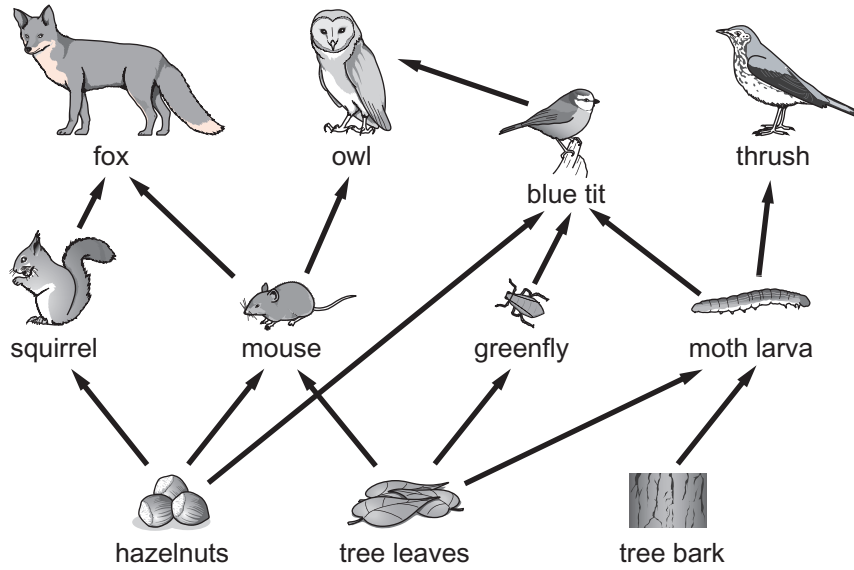 fox
owl
thrush
blue tit
squirrel
mouse
greenfly
moth larva
hazelnuts
tree leaves
tree bark